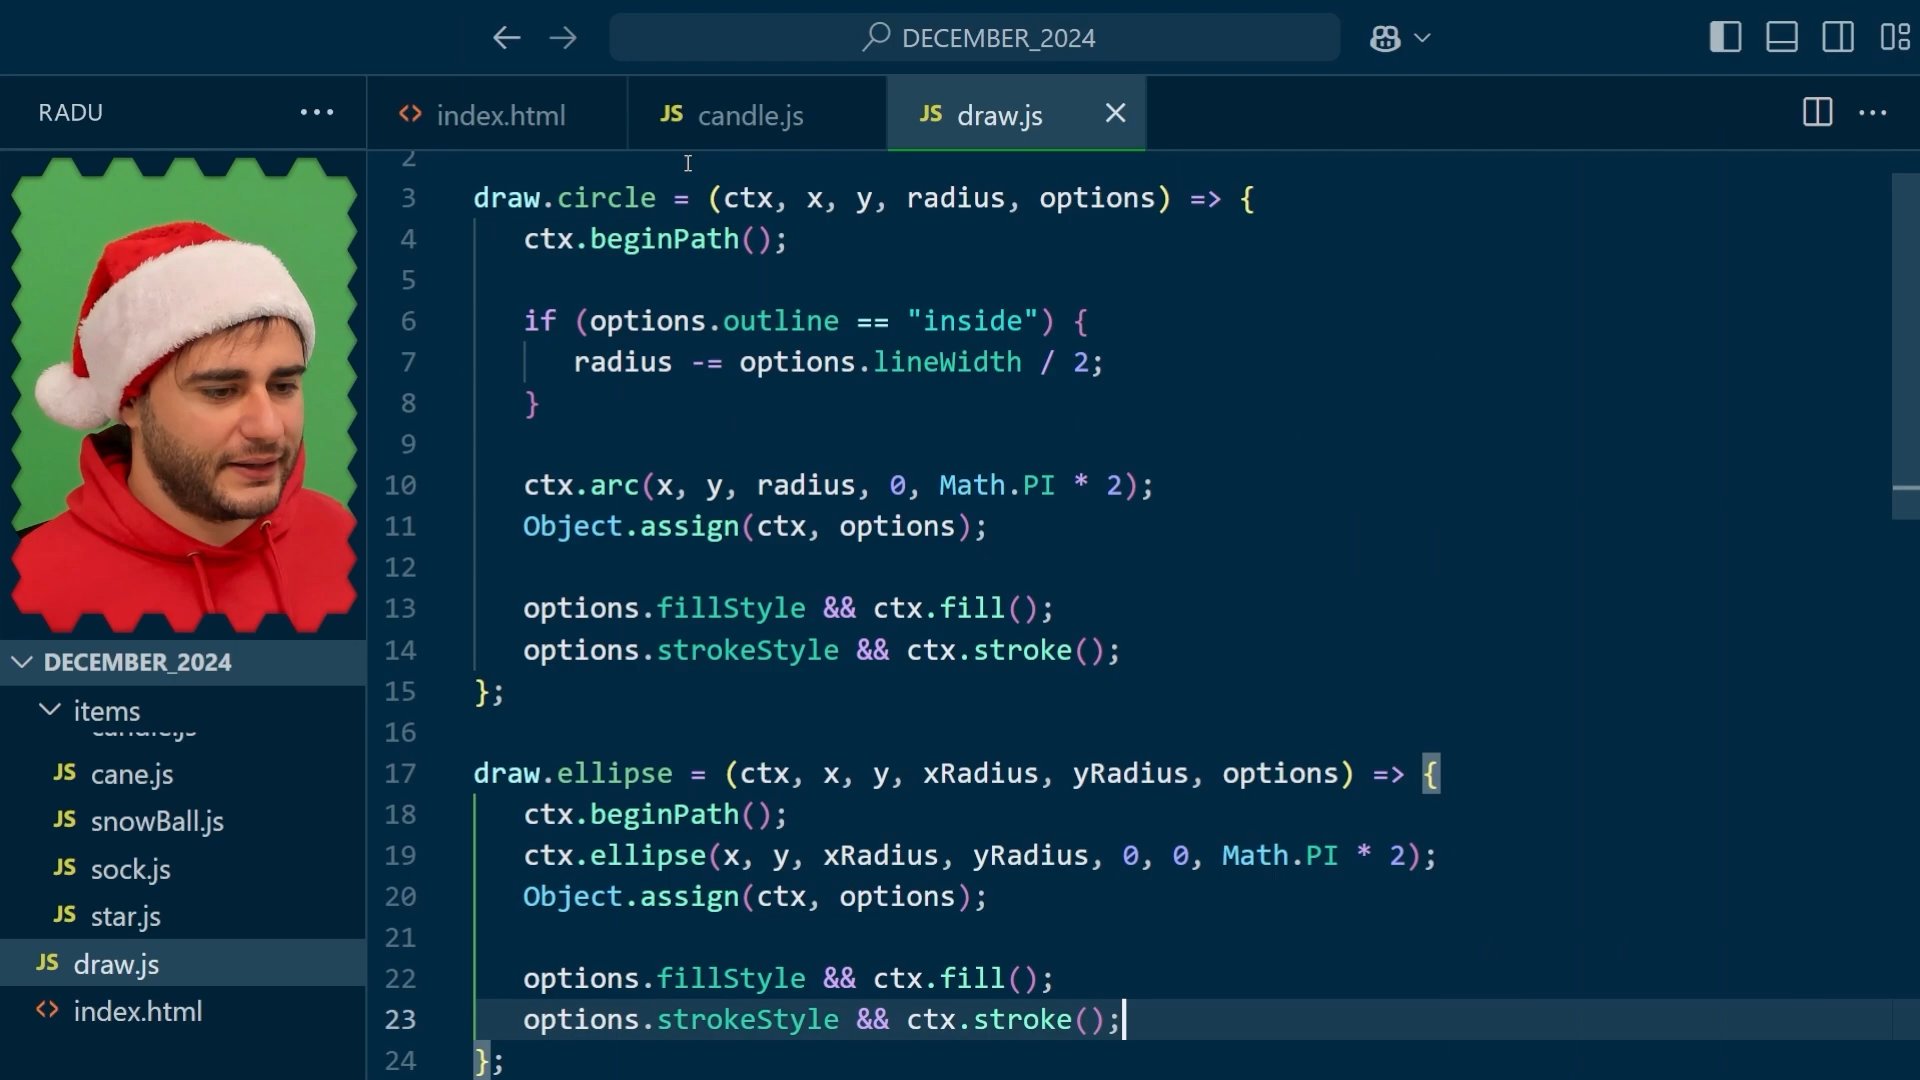 DECEMBER_2024
RADU
index.html
JS candle.js
JS draw.js
2
3 draw.circle = (ctx, x, y, radius, options) => {
4 ctx.beginPath();
5
6 if (options.outline == "inside") {
7 radius -= options.lineWidth / 2;
8 }
9
10 ctx.arc(x, y, radius, 0, Math.PI * 2);
11 Object.assign(ctx, options);
12
13 options.fillStyle && ctx.fill();
14 options.strokeStyle && ctx.stroke();
15 };
16
17 draw.ellipse = (ctx, x, y, xRadius, yRadius, options) => {
18 ctx.beginPath();
19 ctx.ellipse(x, y, xRadius, yRadius, 0, 0, Math.PI * 2);
20 Object.assign(ctx, options);
21
22 options.fillStyle && ctx.fill();
23 options.strokeStyle && ctx.stroke();
24 };
DECEMBER_2024
items
candle.js
JS cane.js
JS snowBall.js
JS sock.js
JS star.js
JS draw.js
index.html